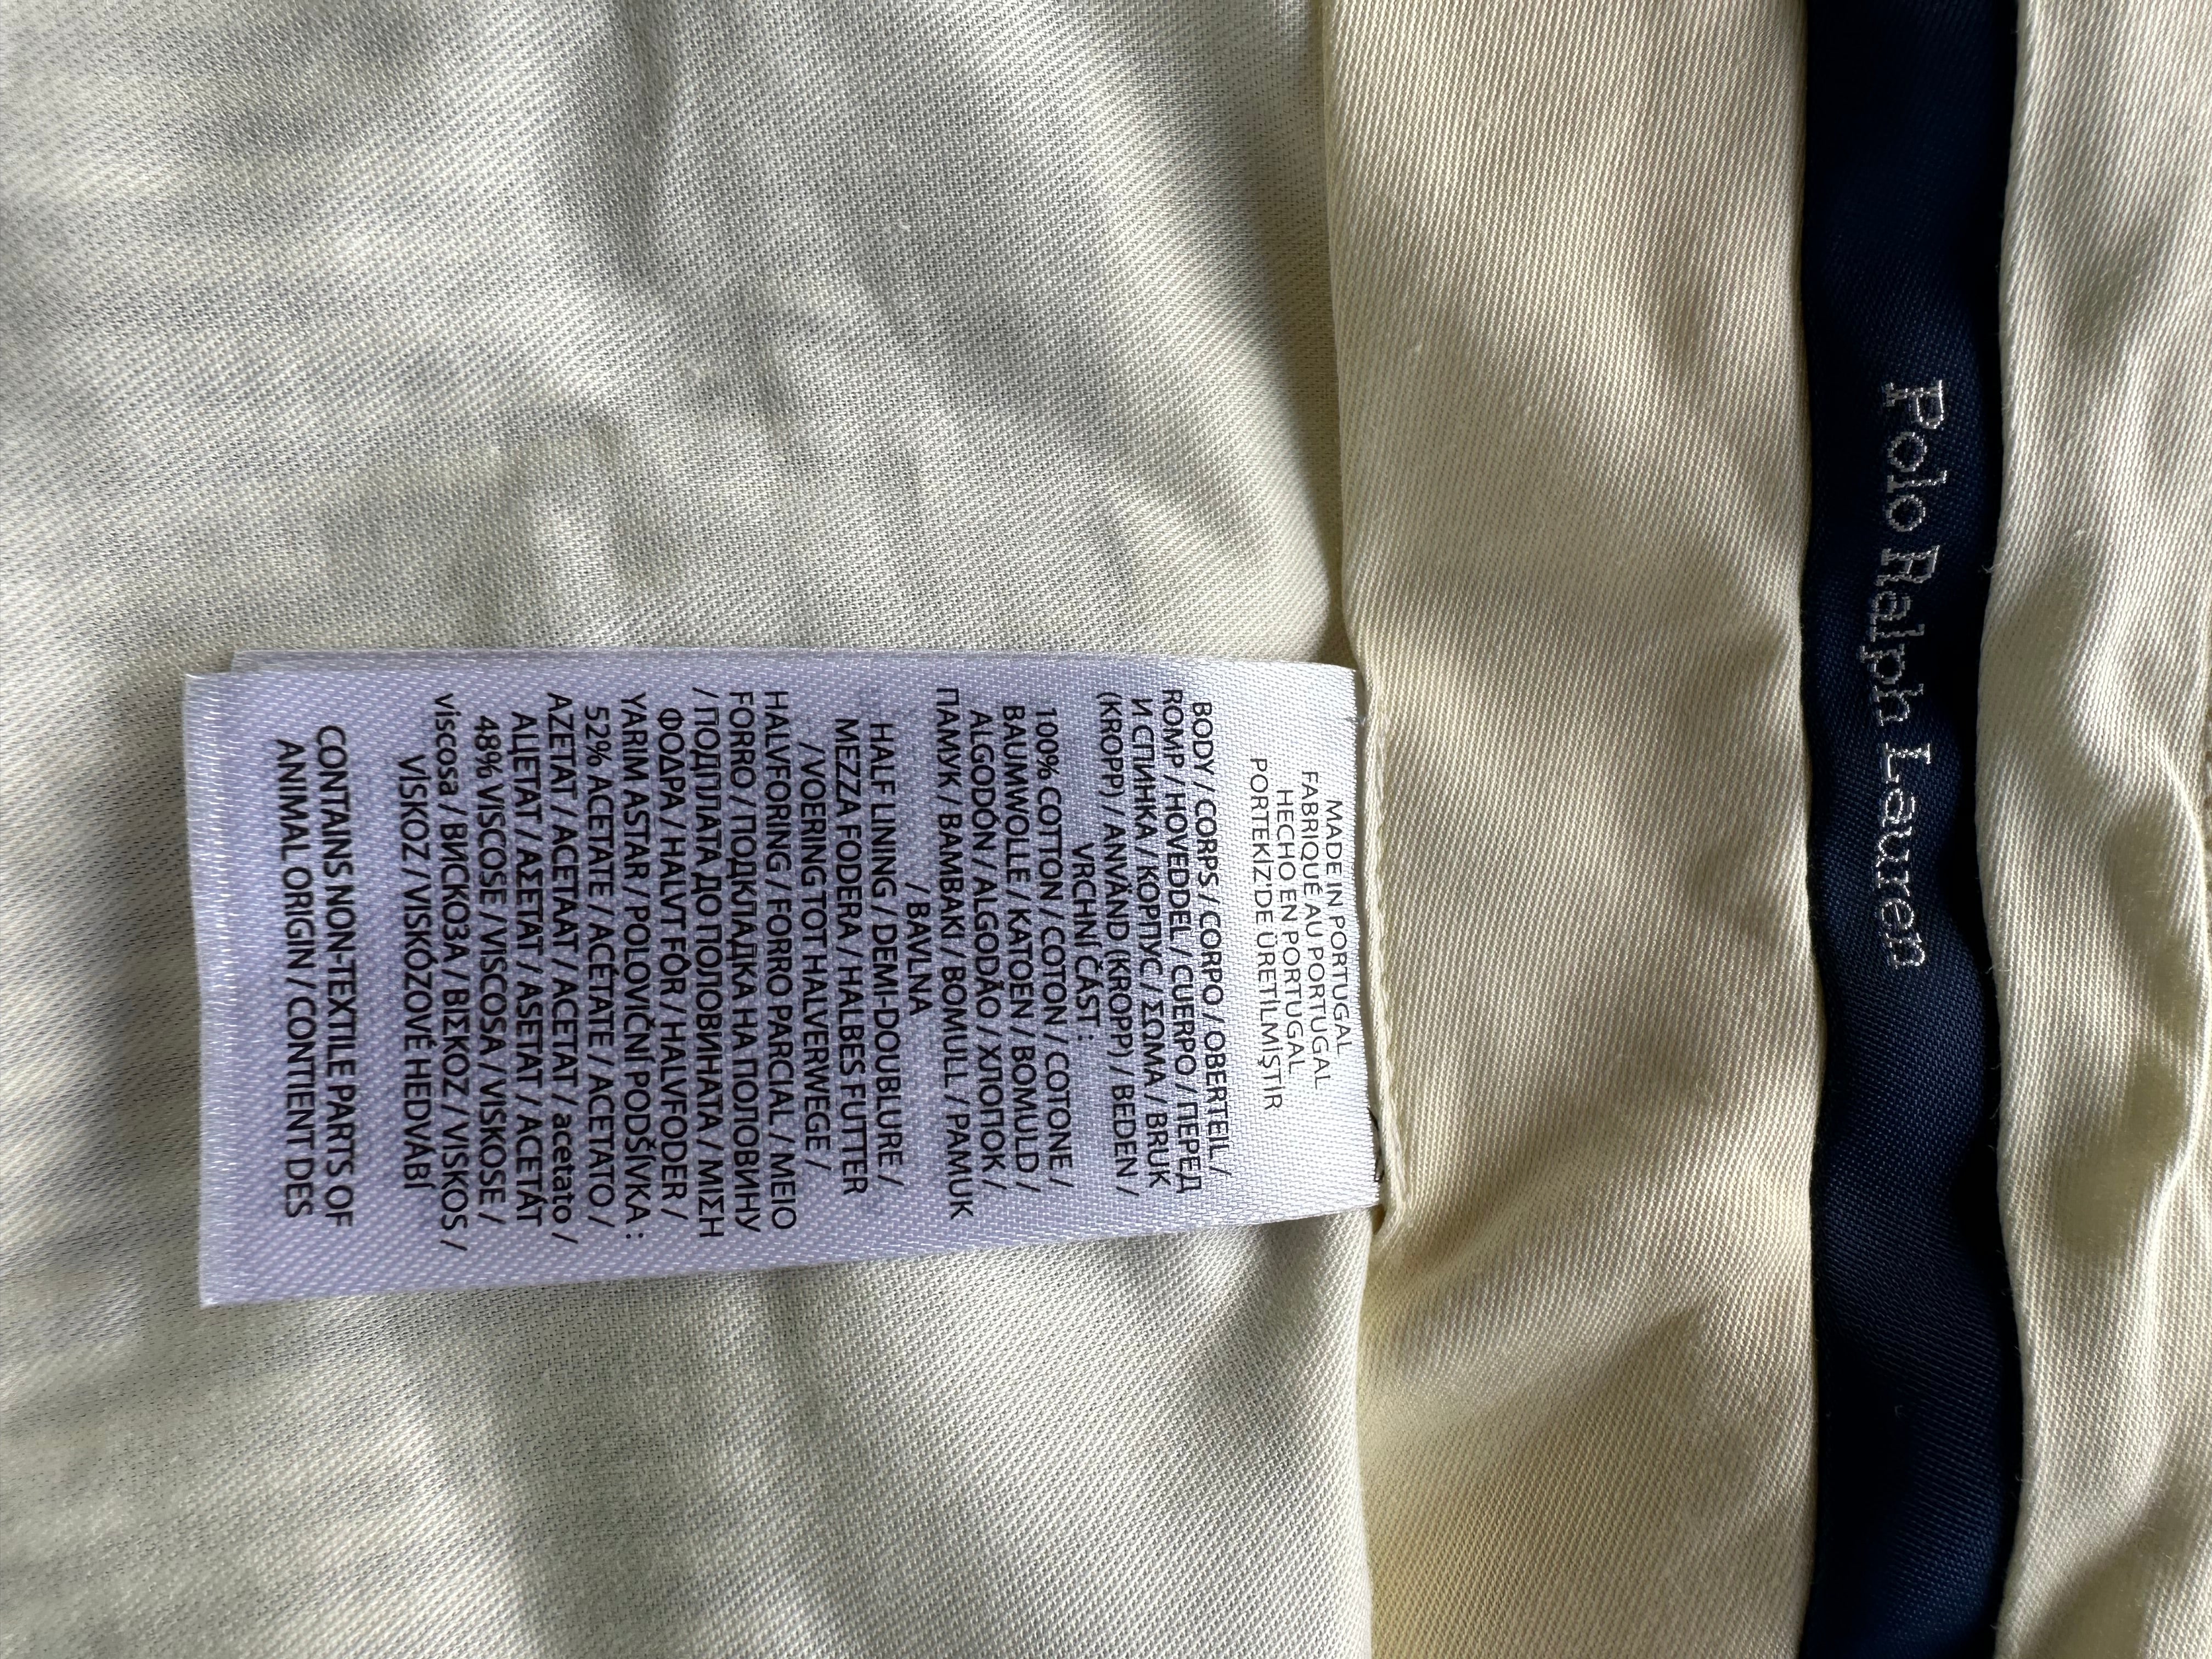 Polo Ralph Lauren
MADE IN PORTUGAL
FABRIQUÉ AU PORTUGAL
HECHO EN PORTUGAL
PORTEKİZ'DE ÜRETİLMİŞTİR
BODY / CORPS / CORPO / OBERTEIL /
ROMP / HOVEDDEL / CUERPO / ПЕРЕД
И СПИНКА / КОРПУС / ΣΩΜΑ / BRUK
(KROPP) / ANVÄND (KROPP) / BEDEN /
VRCHNÍ ČÁST :
100% COTTON / COTON / COTONE /
BAUMWOLLE / KATOEN / BOMULD /
ALGODÓN / ALGODÃO / ХЛОПОК /
ПАМУК / ΒΑΜΒΑΚΙ / BOMULL / PAMUK
/ BAVLNA
HALF LINING / DEMI-DOUBLURE /
MEZZA FODERA / HALBES FUTTER
/ VOERING TOT HALVERWEGE /
HALVFORING / FORRO PARCIAL / MEIO
FORRO / ПОДКЛАДКА НА ПОЛОВИНУ
/ ПОДПЛАТА ДО ПОЛОВИНАТА / ΜΙΣΗ
ΦΟΔΡΑ / HALVT FÔR / HALVFODER /
YARIM ASTAR / POLOVIČNÍ PODŠÍVKA :
52% ACETATE / ACÉTATE / ACETATO /
AZETAT / ACETAAT / ACETAT / acetato /
АЦЕТАТ / ΑΣΕΤΑΤ / ASETAT / ACETÁT
48% VISCOSE / VISCOSA / VISKOSE /
viscosa / ВИСКОЗА / ΒΙΣΚΟΖ / VISKOS /
VİSKOZ / VISKÓZOVÉ HEDVÁBÍ
CONTAINS NON-TEXTILE PARTS OF
ANIMAL ORIGIN / CONTIENT DES